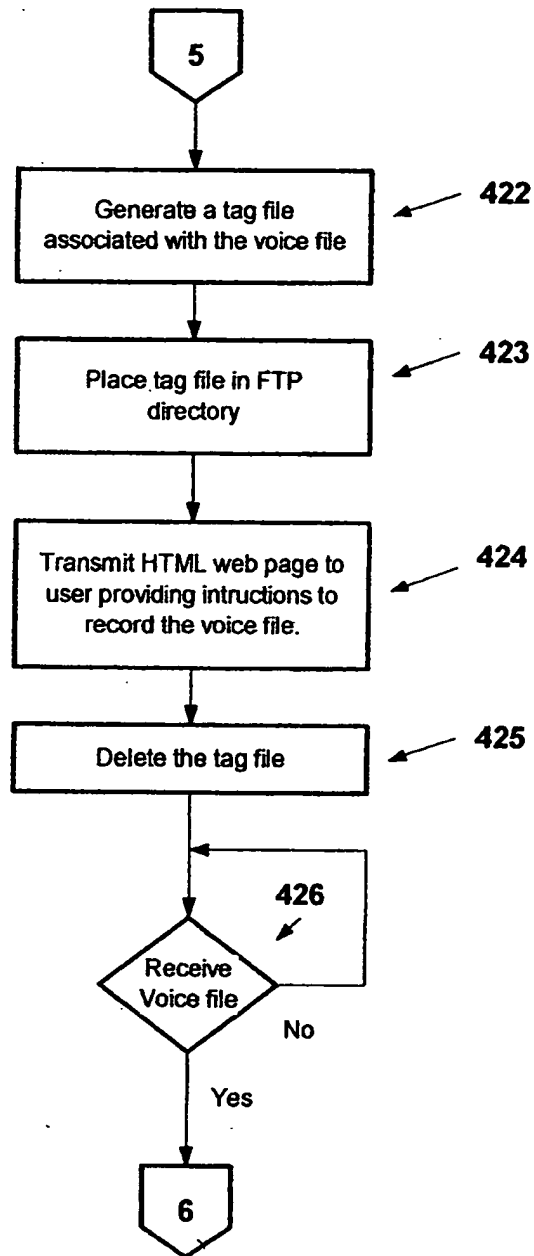 5
Generate a tag file
associated with the voice file
422
Place tag file in FTP
directory
423
Transmit HTML web page to
user providing intructions to
record the voice file.
424
Delete the tag file
425
426
Receive
Voice file
No
Yes
6